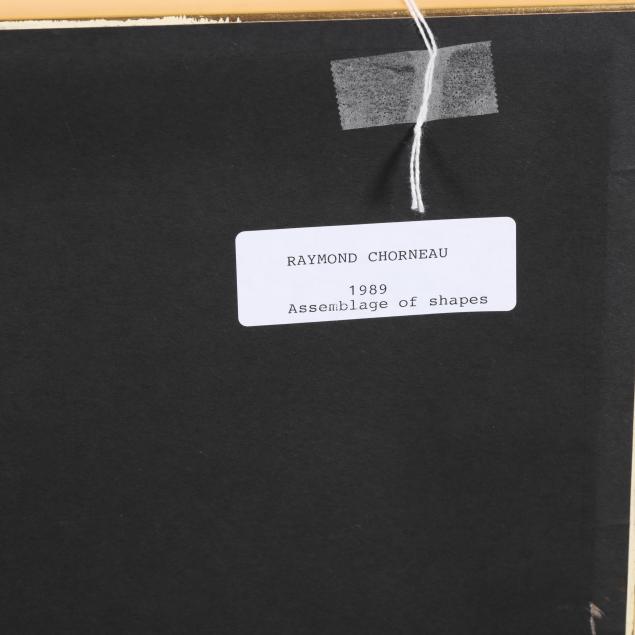 RAYMOND CHORNEAU
1989
Assemblage of shapes